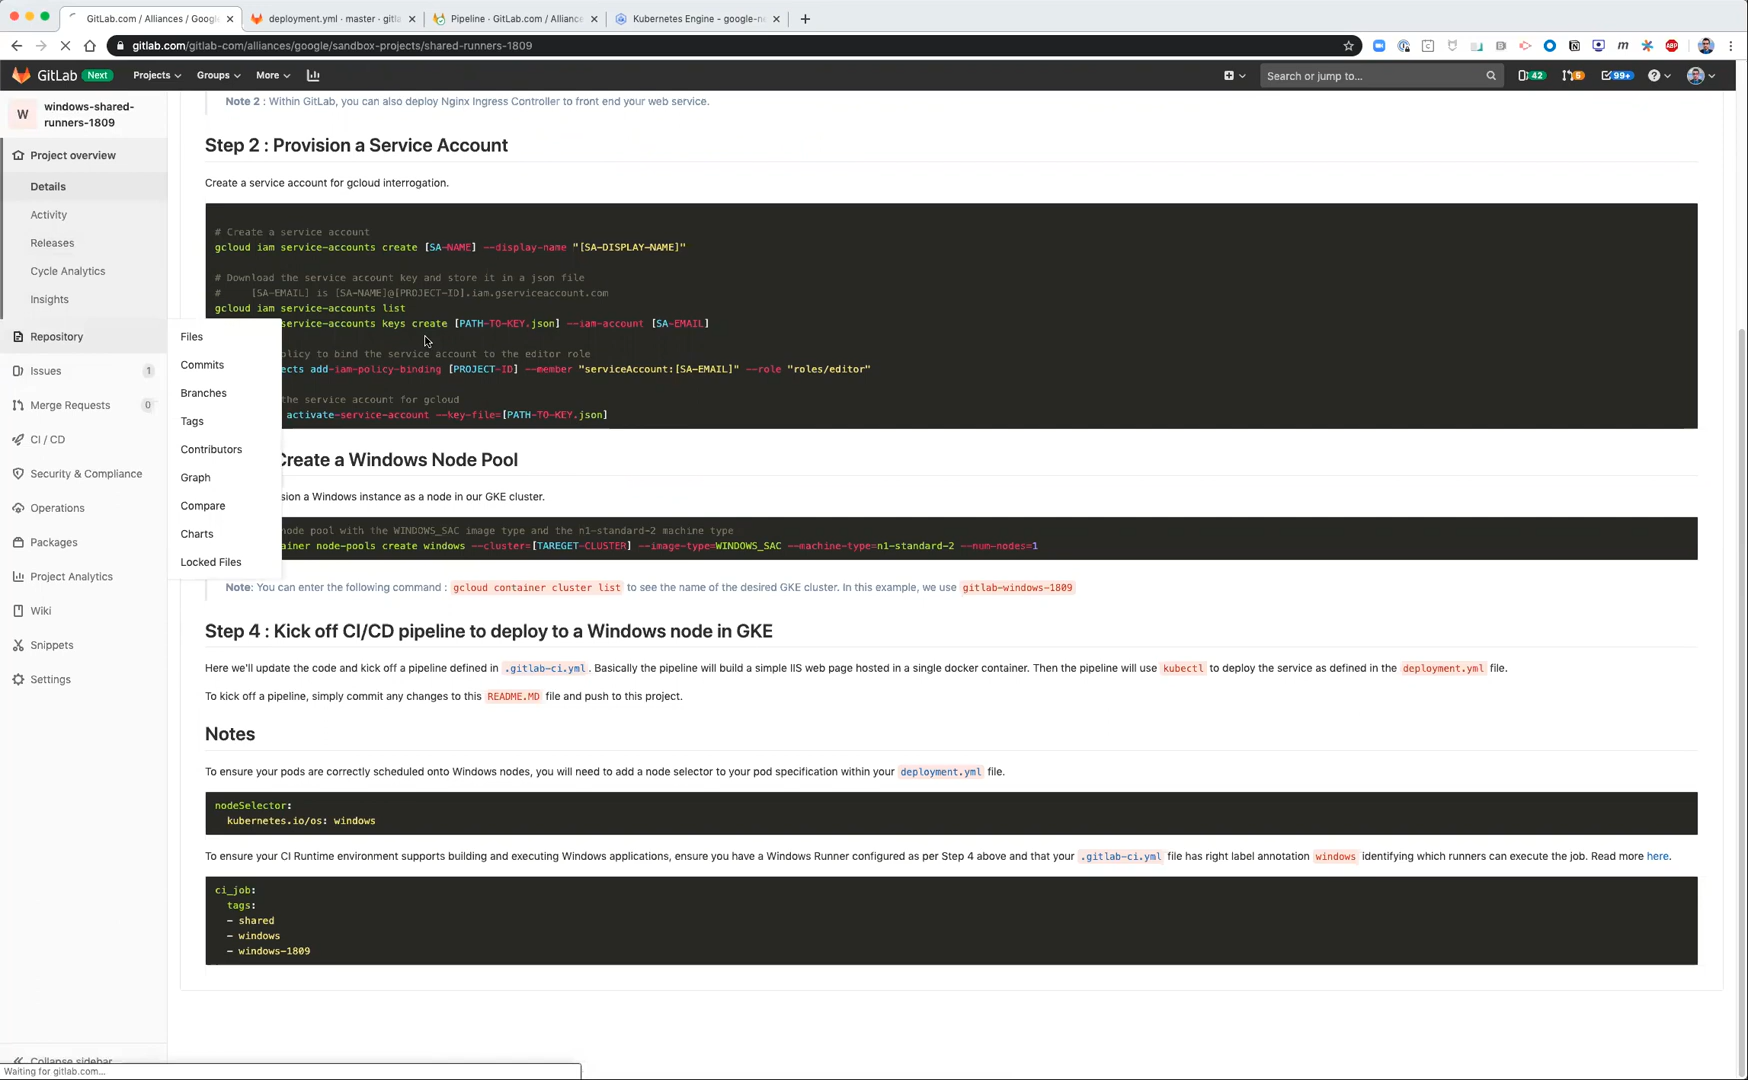 GitLab.com / Alliances / Google
deployment.yml · master · gitla
Pipeline · GitLab.com / Alliance
Kubernetes Engine - google-ne
gitlab.com/gitlab-com/alliances/google/sandbox-projects/shared-runners-1809
GitLab Next Projects Groups More Search or jump to... 42 6 99+
W windows-shared-runners-1809
Project overview
Details
Activity
Releases
Cycle Analytics
Insights
Repository
Issues 1
Merge Requests 0
CI / CD
Security & Compliance
Operations
Packages
Project Analytics
Wiki
Snippets
Settings
Collapse sidebar
Files
Commits
Branches
Tags
Contributors
Graph
Compare
Charts
Locked Files
Note 2 : Within GitLab, you can also deploy Nginx Ingress Controller to front end your web service.
Step 2 : Provision a Service Account
Create a service account for gcloud interrogation.
# Create a service account
gcloud iam service-accounts create [SA-NAME] --display-name "[SA-DISPLAY-NAME]"
# Download the service account key and store it in a json file
# [SA-EMAIL] is [SA-NAME]@[PROJECT-ID].iam.gserviceaccount.com
gcloud iam service-accounts list
service-accounts keys create [PATH-TO-KEY.json] --iam-account [SA-EMAIL]
olicy to bind the service account to the editor role
ects add-iam-policy-binding [PROJECT-ID] --member "serviceAccount:[SA-EMAIL]" --role "roles/editor"
the service account for gcloud
activate-service-account --key-file=[PATH-TO-KEY.json]
Create a Windows Node Pool
sion a Windows instance as a node in our GKE cluster.
node pool with the WINDOWS_SAC image type and the n1-standard-2 machine type
ainer node-pools create windows --cluster=[TAREGET-CLUSTER] --image-type=WINDOWS_SAC --machine-type=n1-standard-2 --num-nodes=1
Note: You can enter the following command : gcloud container cluster list to see the name of the desired GKE cluster. In this example, we use gitlab-windows-1809
Step 4 : Kick off CI/CD pipeline to deploy to a Windows node in GKE
Here we'll update the code and kick off a pipeline defined in .gitlab-ci.yml. Basically the pipeline will build a simple IIS web page hosted in a single docker container. Then the pipeline will use kubectl to deploy the service as defined in the deployment.yml file.
To kick off a pipeline, simply commit any changes to this README.MD file and push to this project.
Notes
To ensure your pods are correctly scheduled onto Windows nodes, you will need to add a node selector to your pod specification within your deployment.yml file.
nodeSelector:
kubernetes.io/os: windows
To ensure your CI Runtime environment supports building and executing Windows applications, ensure you have a Windows Runner configured as per Step 4 above and that your .gitlab-ci.yml file has right label annotation windows identifying which runners can execute the job. Read more here.
ci_job:
tags:
- shared
- windows
- windows-1809
Waiting for gitlab.com...